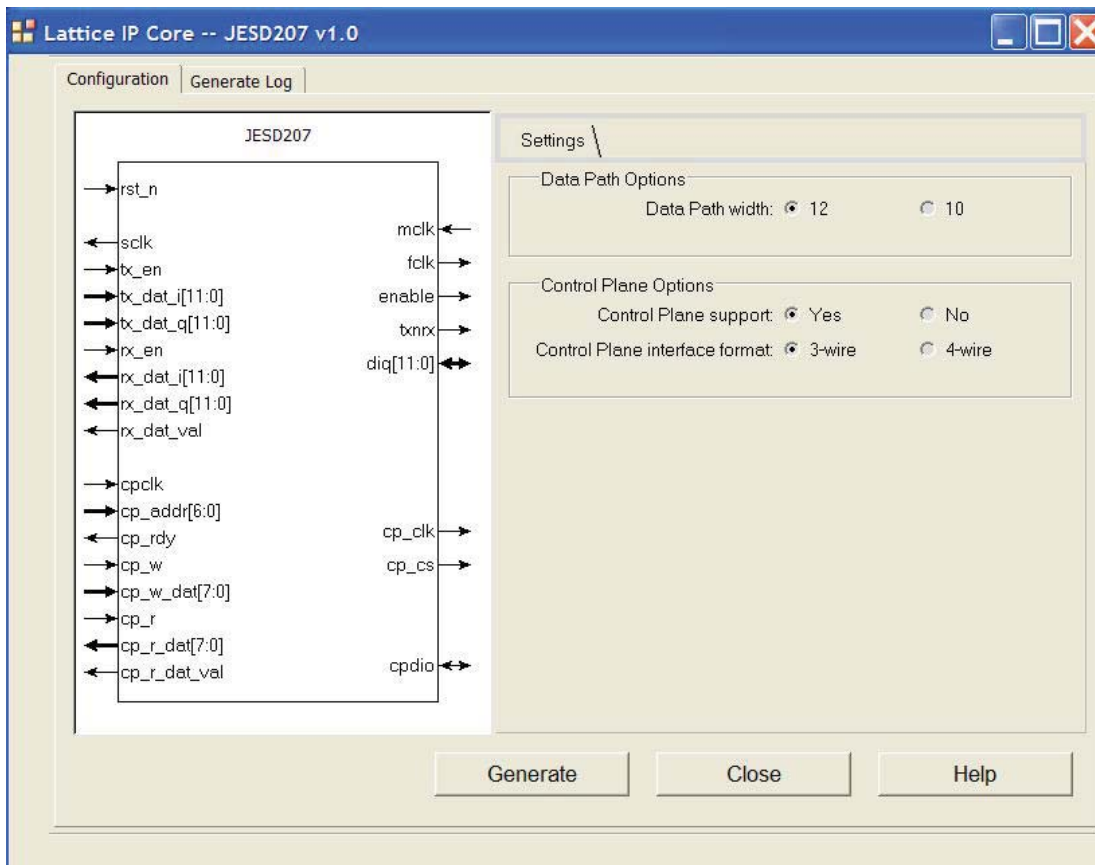 Lattice IP Core -- JESD207 v1.0
Configuration
Generate Log
JESD207
rst_n
sclk
tx_en
tx_dat_i[11:0]
tx_dat_q[11:0]
rx_en
rx_dat_i[11:0]
rx_dat_q[11:0]
rx_dat_val
cpclk
cp_addr[6:0]
cp_rdy
cp_w
cp_w_dat[7:0]
cp_r
cp_r_dat[7:0]
cp_r_dat_val
mclk
fclk
enable
txnrx
diq[11:0]
cp_clk
cp_cs
cpdio
Settings
Data Path Options
Data Path width: 12 10
Control Plane Options
Control Plane support: Yes No
Control Plane interface format: 3-wire 4-wire
Generate Close Help